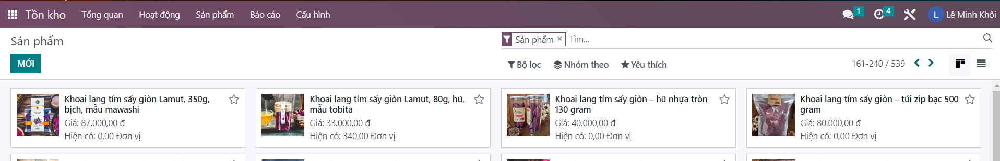 Tồn kho Tổng quan Hoạt động Sản phẩm Báo cáo Cấu hình 1 4 L Lê Minh Khôi
Sản phẩm
Sản phẩm × Tìm...
MỚI
Bộ lọc Nhóm theo Yêu thích 161-240 / 539
Khoai lang tím sấy giòn Lamut, 350g,
bịch, mẫu mawashi
Giá: 87.000,00 ₫
Hiện có: 0,00 Đơn vị
Khoai lang tím sấy giòn Lamut, 80g, hũ,
mẫu tobita
Giá: 33.000,00 ₫
Hiện có: 340,00 Đơn vị
Khoai lang tím sấy giòn – hũ nhựa tròn
130 gram
Giá: 40.000,00 ₫
Hiện có: 0,00 Đơn vị
Khoai lang tím sấy giòn – túi zip bạc 500
gram
Giá: 80.000,00 ₫
Hiện có: 0,00 Đơn vị